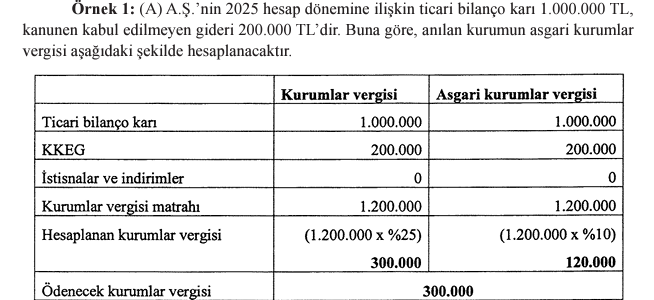 Örnek 1: (A) A.Ş.'nin 2025 hesap dönemine ilişkin ticari bilanço karı 1.000.000 TL,
kanunen kabul edilmeyen gideri 200.000 TL'dir. Buna göre, anılan kurumun asgari kurumlar
vergisi aşağıdaki şekilde hesaplanacaktır.
Kurumlar vergisi Asgari kurumlar vergisi
Ticari bilanço karı 1.000.000 1.000.000
KKEG 200.000 200.000
İstisnalar ve indirimler 0 0
Kurumlar vergisi matrahı 1.200.000 1.200.000
Hesaplanan kurumlar vergisi (1.200.000 x %25) (1.200.000 x %10)
300.000 120.000
Ödenecek kurumlar vergisi 300.000